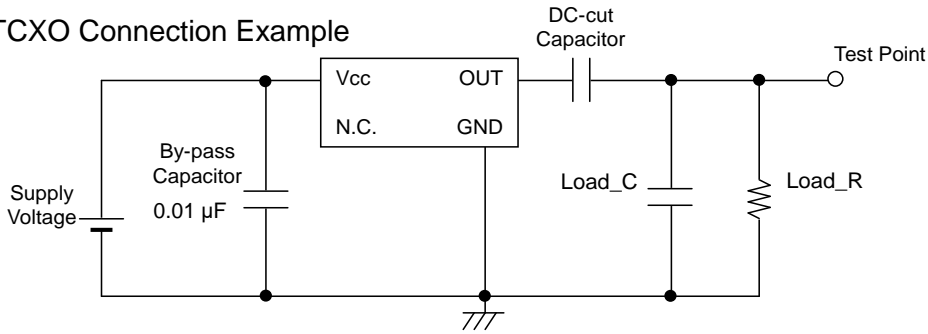 TCXO Connection Example
DC-cut
Capacitor
Test Point
Vcc
OUT
N.C.
GND
By-pass
Capacitor
0.01 µF
Supply
Voltage
Load_C
Load_R